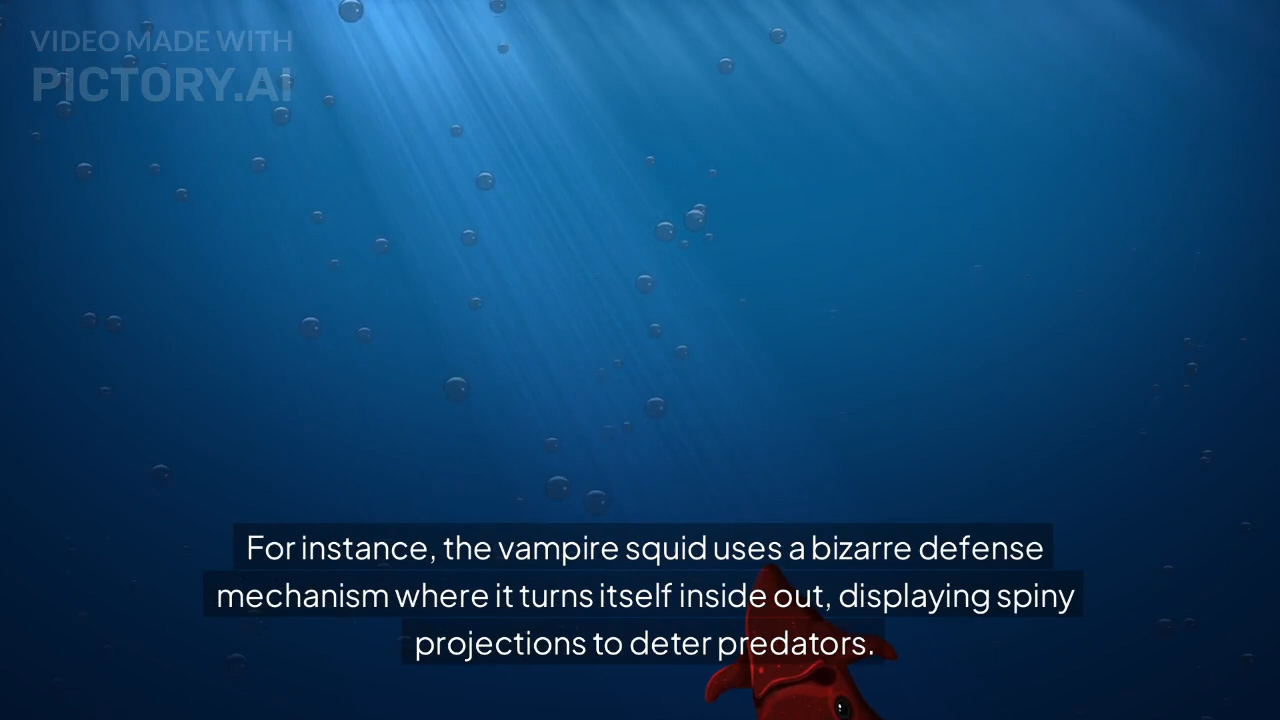 VIDEO MADE WITH
PICTORY.AI
For instance, the vampire squid uses a bizarre defense
mechanism where it turns itself inside out, displaying spiny
projections to deter predators.